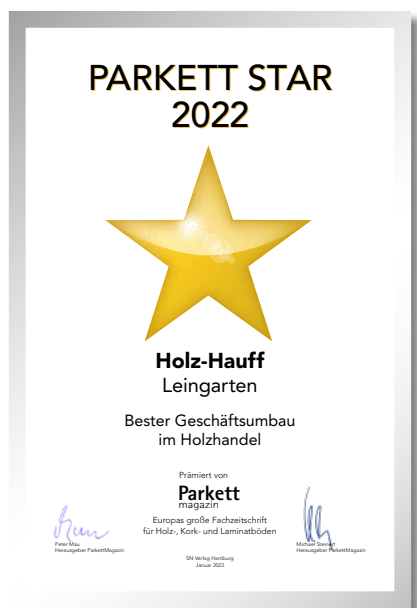 PARKETT STAR
2022
Holz-Hauff
Leingarten
Bester Geschäftsumbau
im Holzhandel
Prämiert von
Parkett
magazin
Europas große Fachzeitschrift
für Holz-, Kork- und Laminatböden
Peter Mau
Herausgeber ParkettMagazin
Michael Steinert
Herausgeber ParkettMagazin
SN-Verlag Hamburg
Januar 2022